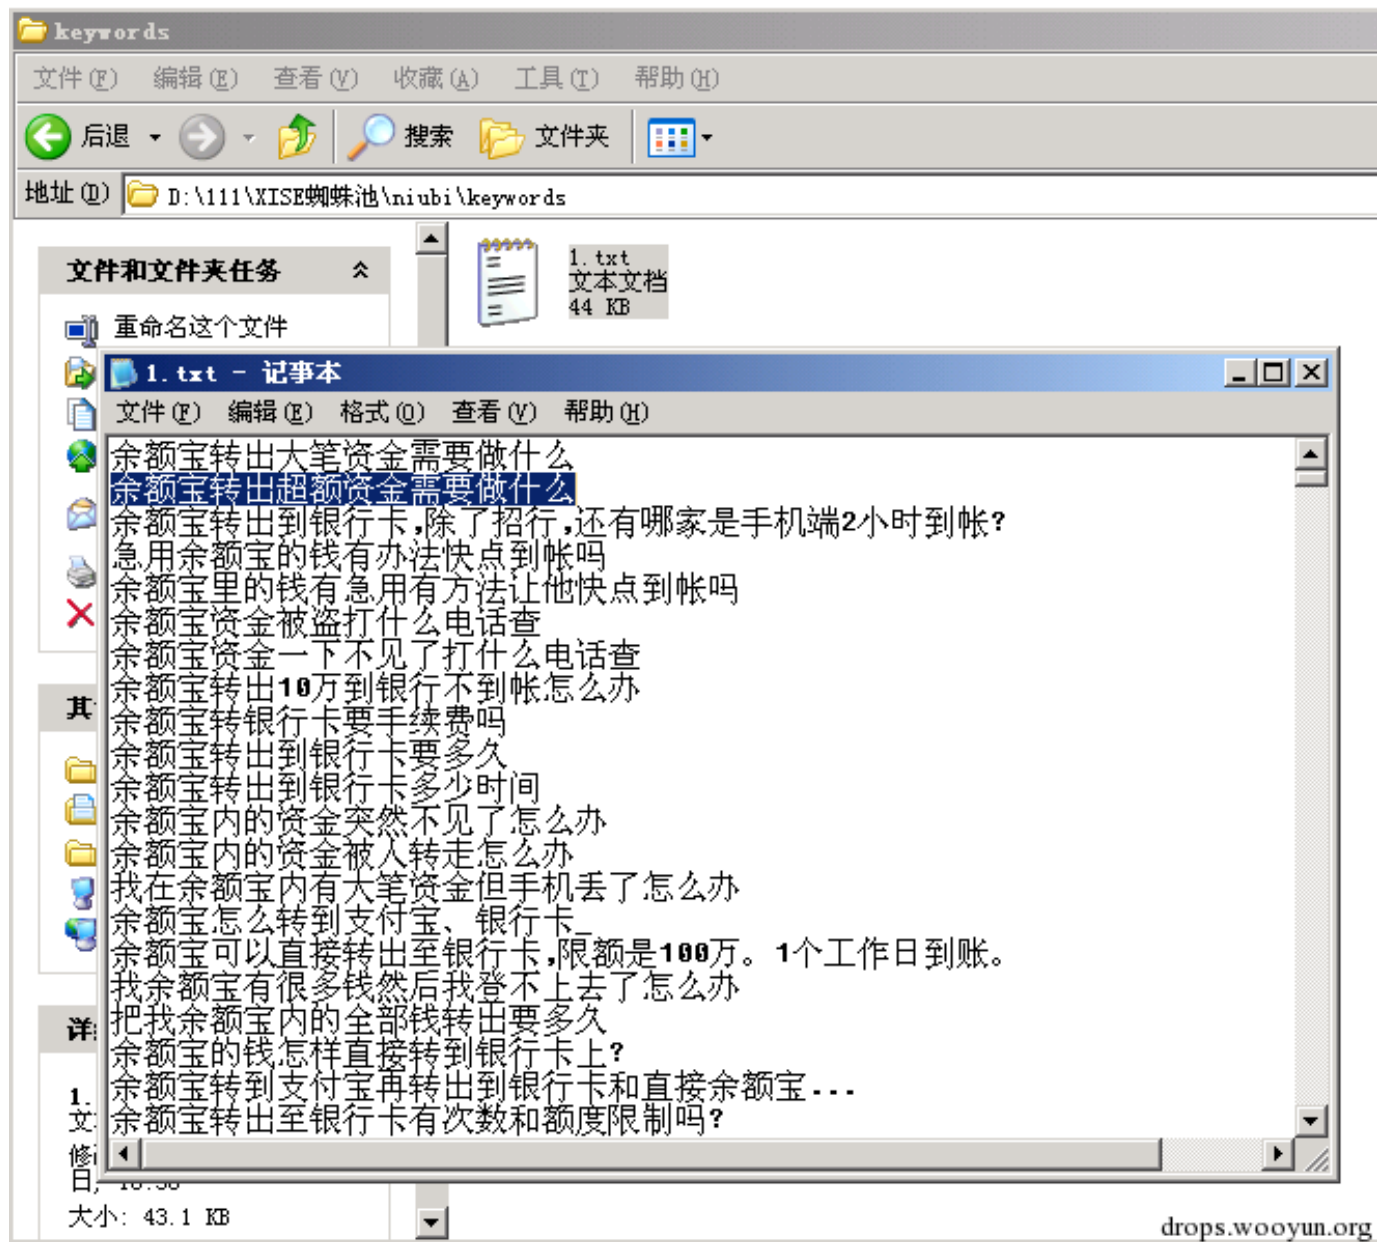 keywords
文件(F) 编辑(E) 查看(V) 收藏(A) 工具(T) 帮助(H)
后退 搜索 文件夹
地址(D) D:\111\XISE蜘蛛池\niubi\keywords
文件和文件夹任务
重命名这个文件
1.txt
文本文档
44 KB
1.txt - 记事本
文件(F) 编辑(E) 格式(O) 查看(V) 帮助(H)
余额宝转出大笔资金需要做什么
余额宝转出超额资金需要做什么
余额宝转出到银行卡,除了招行,还有哪家是手机端2小时到帐?
急用余额宝的钱有办法快点到帐吗
余额宝里的钱有急用有方法让他快点到帐吗
余额宝资金被盗打什么电话查
余额宝资金一下不见了打什么电话查
余额宝转出10万到银行不到帐怎么办
余额宝转银行卡要手续费吗
余额宝转出到银行卡要多久
余额宝转出到银行卡多少时间
余额宝内的资金突然不见了怎么办
余额宝内的资金被人转走怎么办
我在余额宝内有大笔资金但手机丢了怎么办
余额宝怎么转到支付宝、银行卡_
余额宝可以直接转出至银行卡,限额是100万。1个工作日到账。
我余额宝有很多钱然后我登不上去了怎么办
把我余额宝内的全部钱转出要多久
余额宝的钱怎样直接转到银行卡上?
余额宝转到支付宝再转出到银行卡和直接余额宝...
余额宝转出至银行卡有次数和额度限制吗?
其
详
1.
文
修
日,
大小: 43.1 KB
drops.wooyun.org